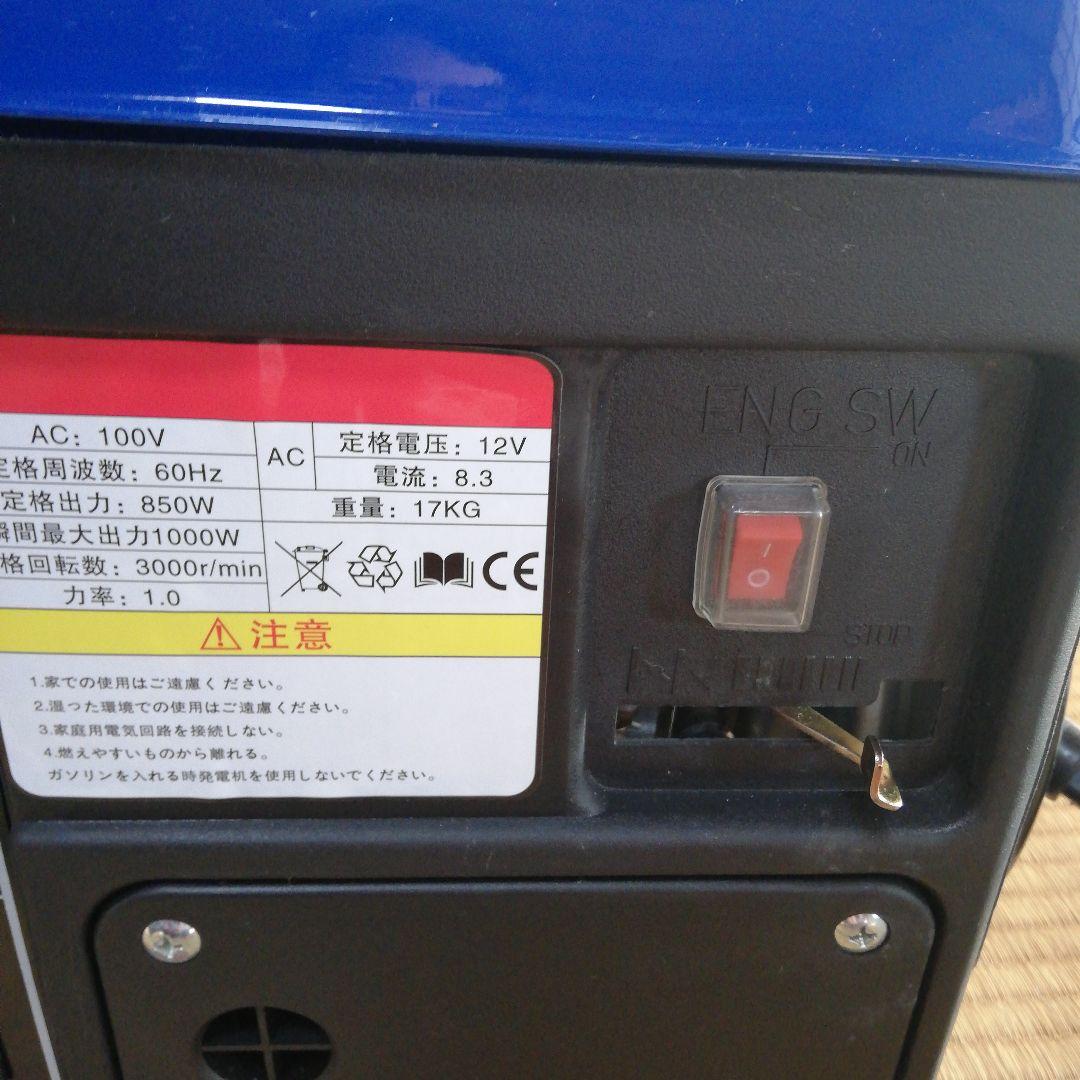 AC: 100V
定格周波数: 60Hz
定格出力: 850W
瞬間最大出力1000W
格回転数: 3000r/min
力率: 1.0
AC
定格電压: 12V
電流: 8.3
重量: 17KG
CE
⚠注意
1.家での使用はご遠慮ください。
2.湿った環境での使用はご遠慮ください。
3.家庭用電気回路を接続しない。
4.燃えやすいものから離れる。
ガソリンを入れる時発電機を使用しないでください。
ENG SW
ON
STOP